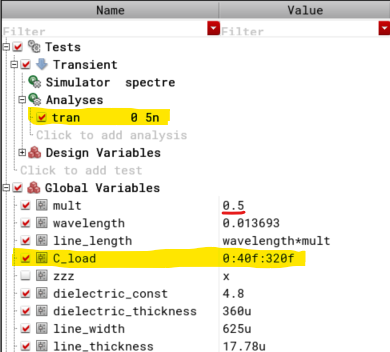 Name Value
Filter Filter
Tests
Transient
Simulator spectre
Analyses
tran 0 5n
Click to add analysis
Design Variables
Click to add test
Global Variables
mult 0.5
wavelength 0.013693
line_length wavelength*mult
C_load 0:40f:320f
zzz x
dielectric_const 4.8
dielectric_thickness 360u
line_width 625u
line_thickness 17.78u